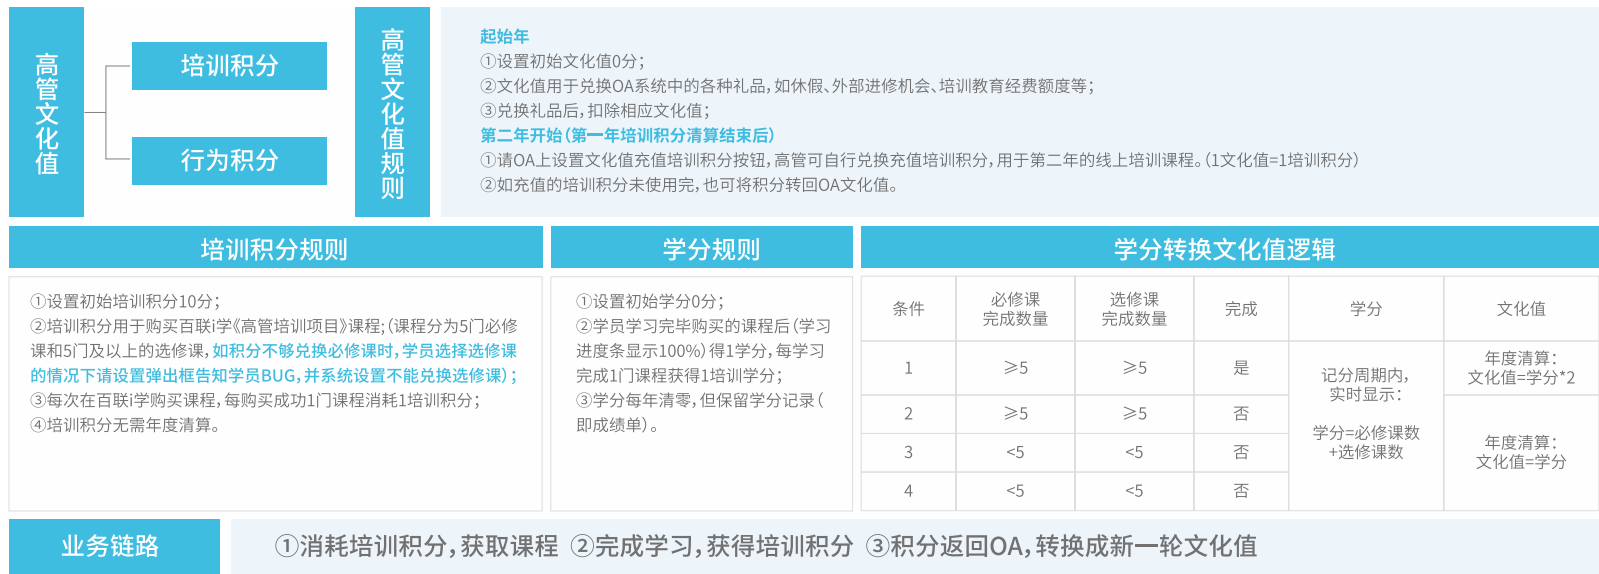 高管文化值
培训积分
行为积分
高管文化值规则
起始年
①设置初始文化值0分；
②文化值用于兑换OA系统中的各种礼品，如休假、外部进修机会、培训教育经费额度等；
③兑换礼品后，扣除相应文化值；
第二年开始（第一年培训积分清算结束后）
①请OA上设置文化值充值培训积分按钮，高管可自行兑换充值培训积分，用于第二年的线上培训课程。（1文化值=1培训积分）
②如充值的培训积分未使用完，也可将积分转回OA文化值。
培训积分规则
①设置初始培训积分10分；
②培训积分用于购买百联i学《高管培训项目》课程;（课程分为5门必修
课和5门及以上的选修课，如积分不够兑换必修课时，学员选择选修课
的情况下请设置弹出框告知学员BUG，并系统设置不能兑换选修课）；
③每次在百联i学购买课程，每购买成功1门课程消耗1培训积分；
④培训积分无需年度清算。
学分规则
①设置初始学分0分；
②学员学习完毕购买的课程后（学习
进度条显示100%）得1学分，每学习
完成1门课程获得1培训学分；
③学分每年清零，但保留学分记录（
即成绩单）。
学分转换文化值逻辑
条件
必修课
完成数量
选修课
完成数量
完成
学分
文化值
1
≥5
≥5
是
记分周期内，
实时显示：
学分=必修课数
+选修课数
年度清算：
文化值=学分*2
2
≥5
≥5
否
年度清算：
文化值=学分
3
<5
<5
否
4
<5
<5
否
业务链路
①消耗培训积分，获取课程 ②完成学习，获得培训积分 ③积分返回OA，转换成新一轮文化值